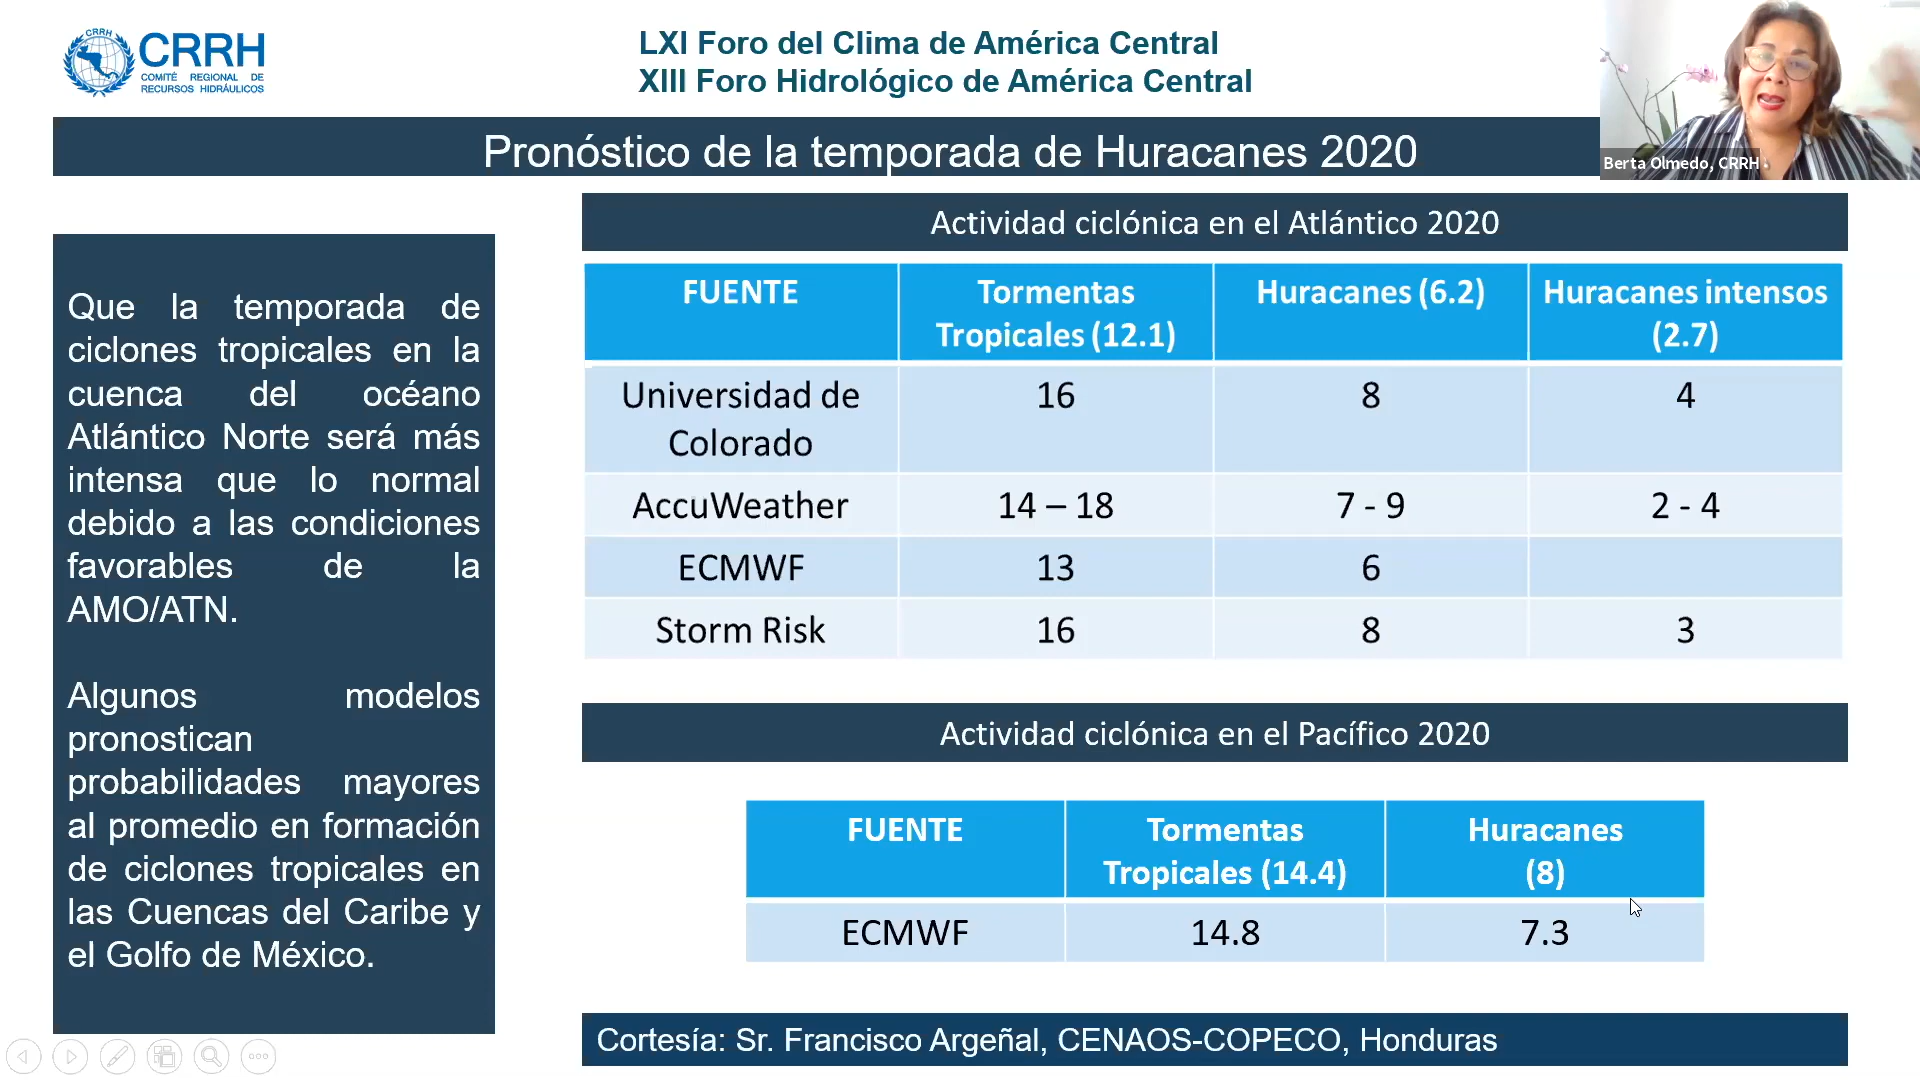 CRRH
CRRH
COMITÉ REGIONAL DE
RECURSOS HIDRÁULICOS
LXI Foro del Clima de América Central
XIII Foro Hidrológico de América Central
Berta Olmedo, CRRH
Pronóstico de la temporada de Huracanes 2020
Que la temporada de
ciclones tropicales en la
cuenca del océano
Atlántico Norte será más
intensa que lo normal
debido a las condiciones
favorables de la
AMO/ATN.
Algunos modelos
pronostican
probabilidades mayores
al promedio en formación
de ciclones tropicales en
las Cuencas del Caribe y
el Golfo de México.
Actividad ciclónica en el Atlántico 2020
FUENTE Tormentas Huracanes (6.2) Huracanes intensos
Tropicales (12.1) (2.7)
Universidad de 16 8 4
Colorado
AccuWeather 14 – 18 7 - 9 2 - 4
ECMWF 13 6
Storm Risk 16 8 3
Actividad ciclónica en el Pacífico 2020
FUENTE Tormentas Huracanes
Tropicales (14.4) (8)
ECMWF 14.8 7.3
Cortesía: Sr. Francisco Argeñal, CENAOS-COPECO, Honduras